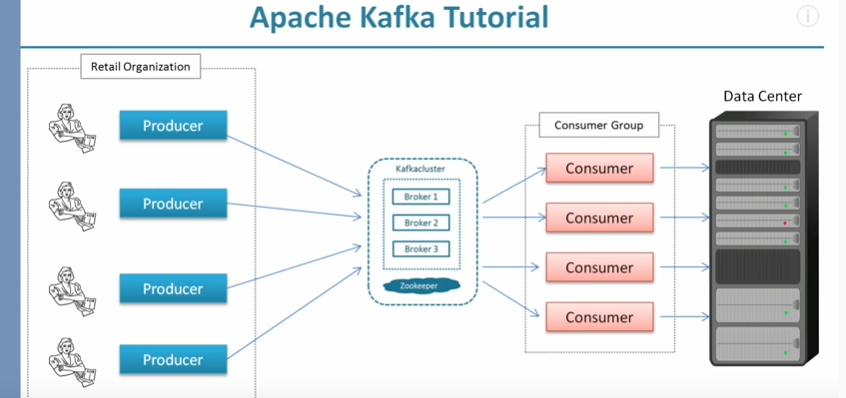 Apache Kafka Tutorial
Retail Organization
Producer
Producer
Producer
Producer
Kafkacluster
Broker 1
Broker 2
Broker 3
Zookeeper
Consumer Group
Consumer
Consumer
Consumer
Consumer
Data Center